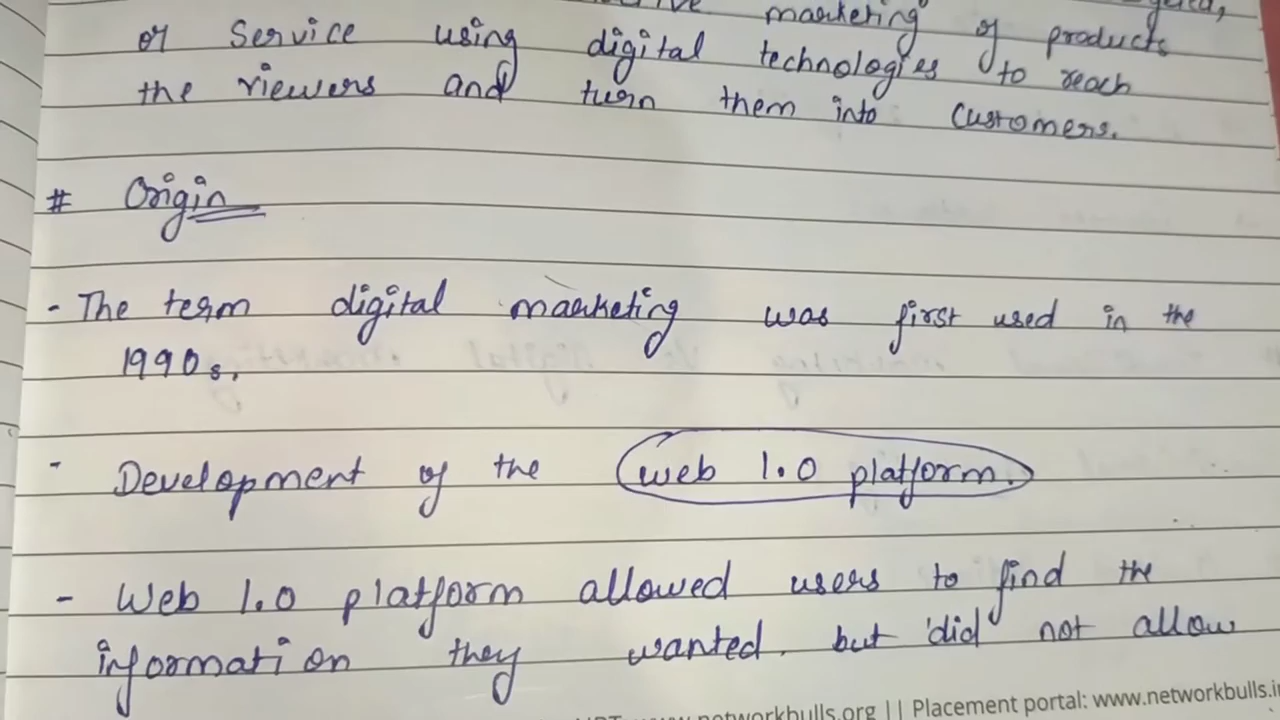 marketing of products
or Service using digital technologies to reach
the viewers and turn them into Customers.
# Origin
- The term digital marketing was first used in the
1990s.
- Development of the web 1.0 platform.
- Web 1.0 platform allowed users to find the
information they wanted. but did not allow
|| Placement portal: www.networkbulls.in